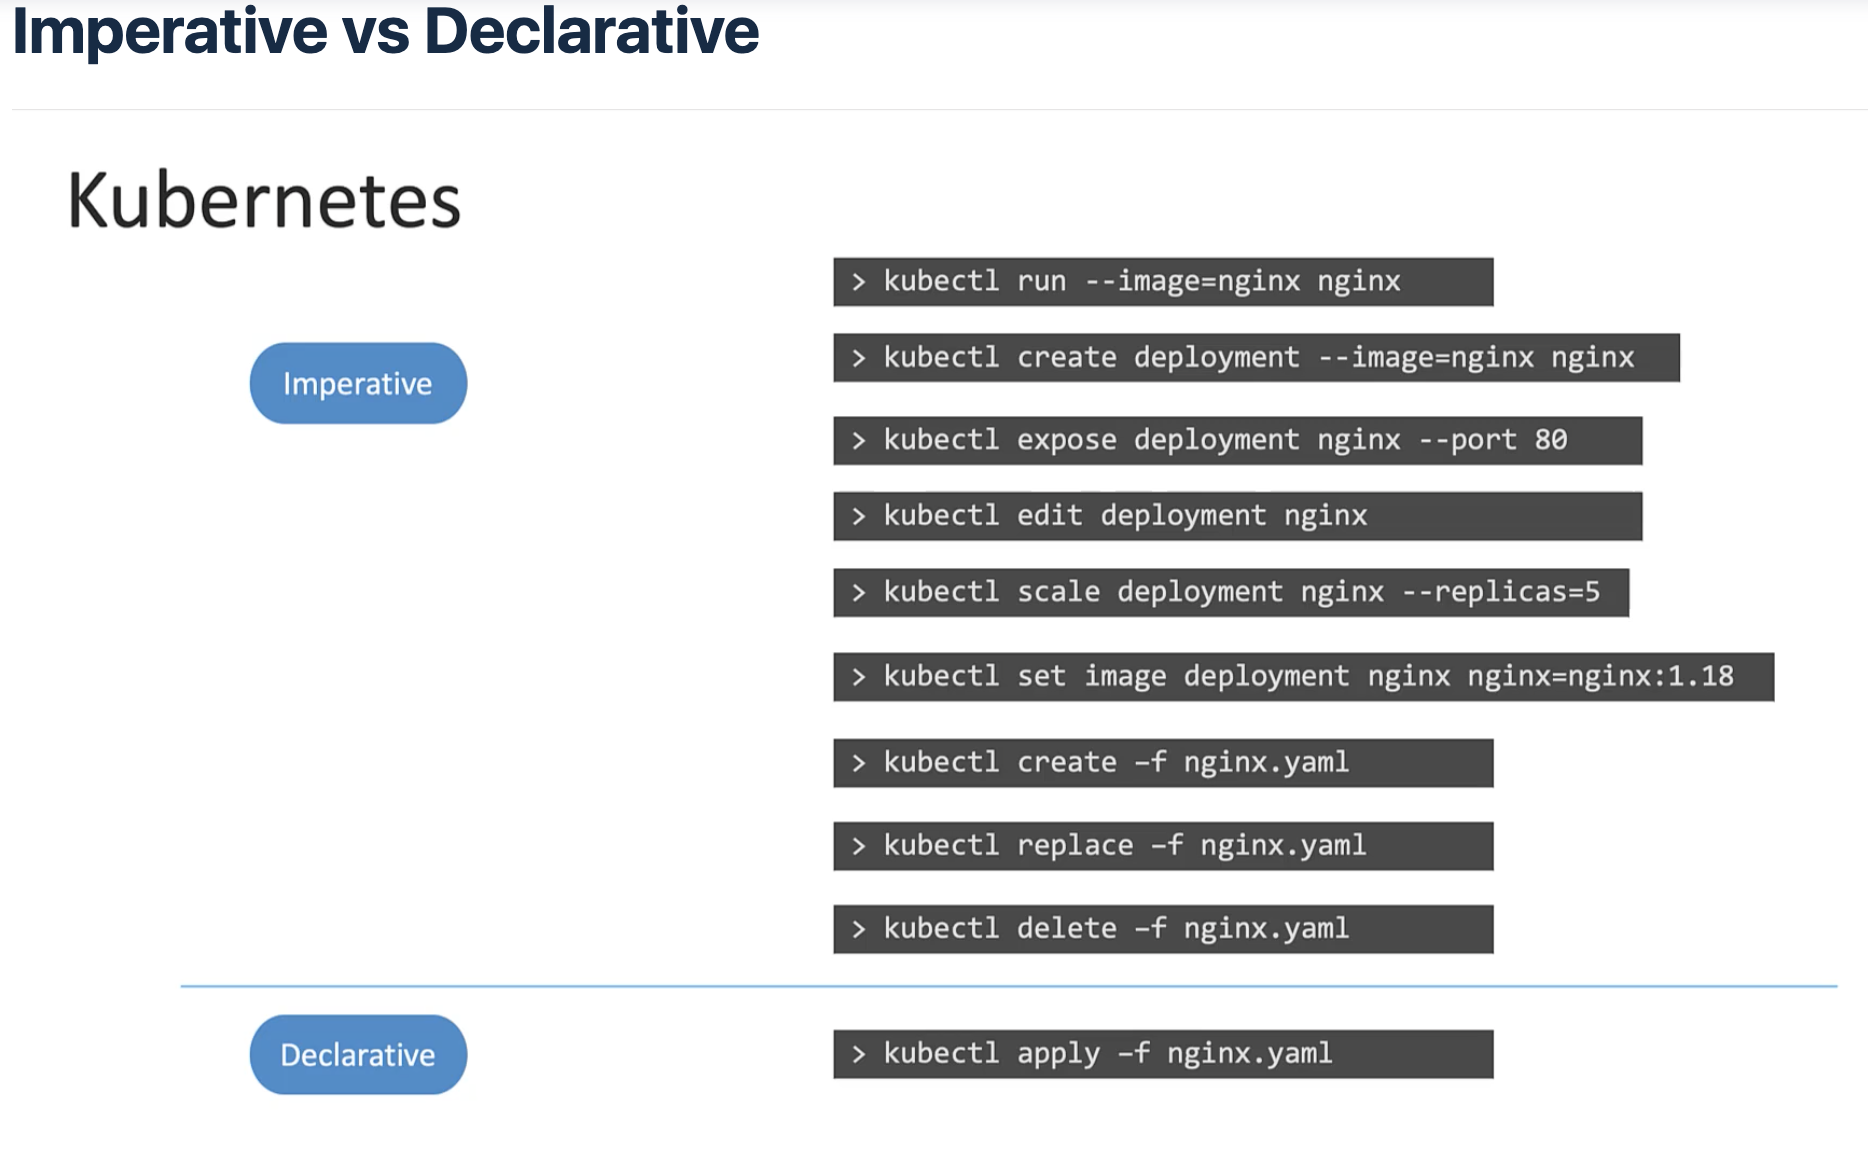 Imperative vs Declarative
Kubernetes
> kubectl run --image=nginx nginx
Imperative
> kubectl create deployment --image=nginx nginx
> kubectl expose deployment nginx --port 80
> kubectl edit deployment nginx
> kubectl scale deployment nginx --replicas=5
> kubectl set image deployment nginx nginx=nginx:1.18
> kubectl create –f nginx.yaml
> kubectl replace –f nginx.yaml
> kubectl delete –f nginx.yaml
Declarative
> kubectl apply –f nginx.yaml